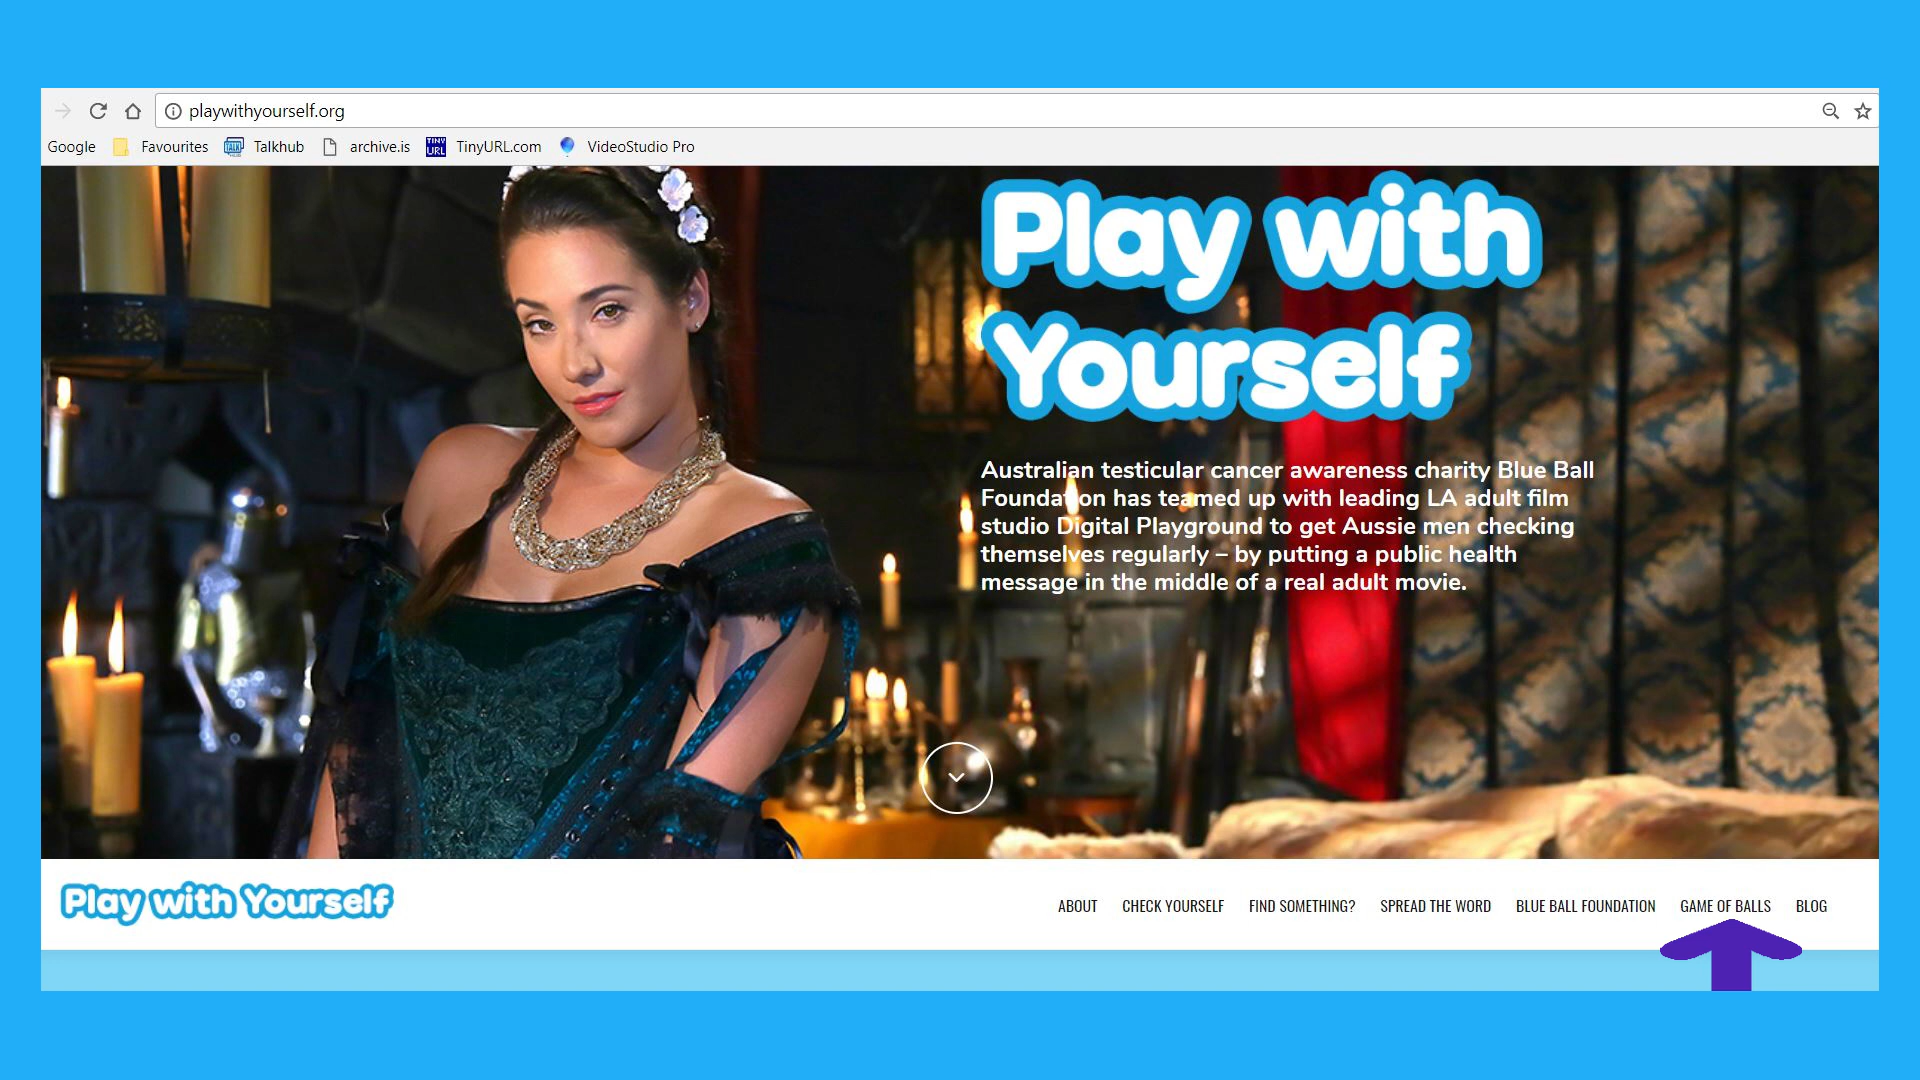 playwithyourself.org
Google Favourites Talkhub archive.is TINY URL TinyURL.com VideoStudio Pro
Play with
Yourself
Australian testicular cancer awareness charity Blue Ball
Foundation has teamed up with leading LA adult film
studio Digital Playground to get Aussie men checking
themselves regularly – by putting a public health
message in the middle of a real adult movie.
Play with Yourself
ABOUT CHECK YOURSELF FIND SOMETHING? SPREAD THE WORD BLUE BALL FOUNDATION GAME OF BALLS BLOG